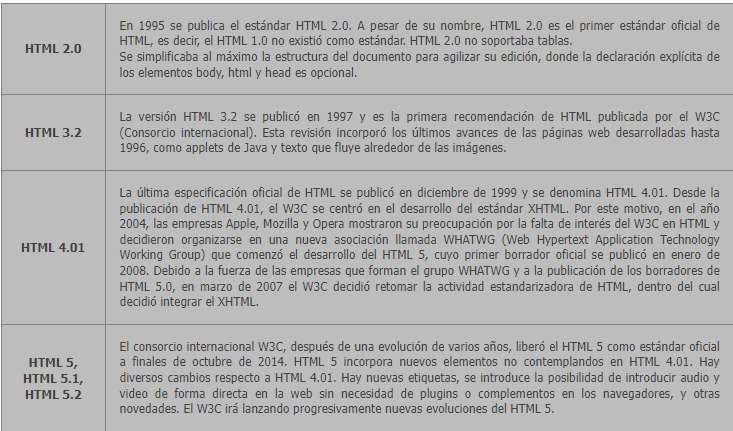 HTML 2.0
En 1995 se publica el estándar HTML 2.0. A pesar de su nombre, HTML 2.0 es el primer estándar oficial de
HTML, es decir, el HTML 1.0 no existió como estándar. HTML 2.0 no soportaba tablas.
Se simplificaba al máximo la estructura del documento para agilizar su edición, donde la declaración explícita de
los elementos body, html y head es opcional.
HTML 3.2
La versión HTML 3.2 se publicó en 1997 y es la primera recomendación de HTML publicada por el W3C
(Consorcio internacional). Esta revisión incorporó los últimos avances de las páginas web desarrolladas hasta
1996, como applets de Java y texto que fluye alrededor de las imágenes.
HTML 4.01
La última especificación oficial de HTML se publicó en diciembre de 1999 y se denomina HTML 4.01. Desde la
publicación de HTML 4.01, el W3C se centró en el desarrollo del estándar XHTML. Por este motivo, en el año
2004, las empresas Apple, Mozilla y Opera mostraron su preocupación por la falta de interés del W3C en HTML y
decidieron organizarse en una nueva asociación llamada WHATWG (Web Hypertext Application Technology
Working Group) que comenzó el desarrollo del HTML 5, cuyo primer borrador oficial se publicó en enero de
2008. Debido a la fuerza de las empresas que forman el grupo WHATWG y a la publicación de los borradores de
HTML 5.0, en marzo de 2007 el W3C decidió retomar la actividad estandarizadora de HTML, dentro del cual
decidió integrar el XHTML.
HTML 5,
HTML 5.1,
HTML 5.2
El consorcio internacional W3C, después de una evolución de varios años, liberó el HTML 5 como estándar oficial
a finales de octubre de 2014. HTML 5 incorpora nuevos elementos no contemplandos en HTML 4.01. Hay
diversos cambios respecto a HTML 4.01. Hay nuevas etiquetas, se introduce la posibilidad de introducir audio y
video de forma directa en la web sin necesidad de plugins o complementos en los navegadores, y otras
novedades. El W3C irá lanzando progresivamente nuevas evoluciones del HTML 5.